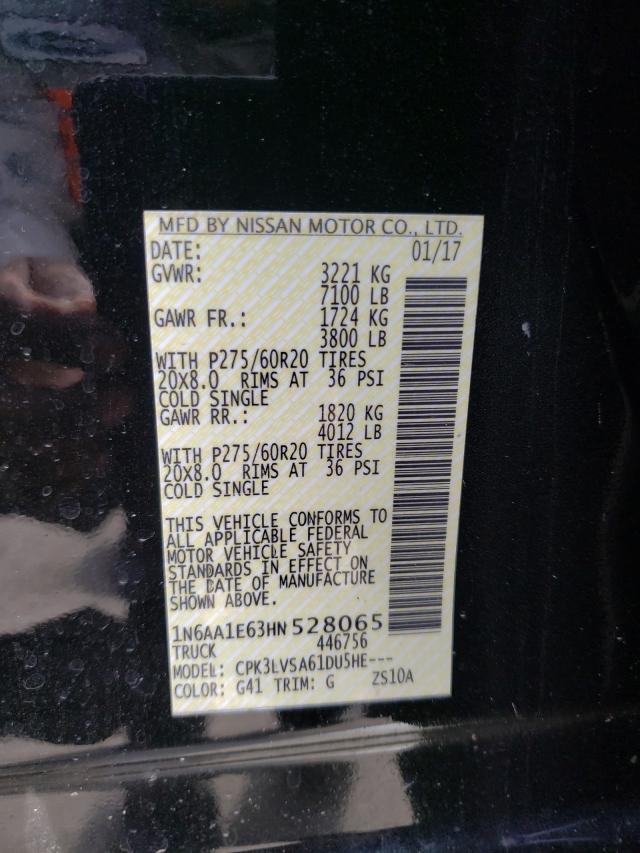 MFD BY NISSAN MOTOR CO., LTD.
DATE: 01/17
GVWR: 3221 KG
7100 LB
GAWR FR.: 1724 KG
3800 LB
WITH P275/60R20 TIRES
20X8.0 RIMS AT 36 PSI
COLD SINGLE
GAWR RR.: 1820 KG
4012 LB
WITH P275/60R20 TIRES
20X8.0 RIMS AT 36 PSI
COLD SINGLE
THIS VEHICLE CONFORMS TO
ALL APPLICABLE FEDERAL
MOTOR VEHICLE SAFETY
STANDARDS IN EFFECT ON
THE DATE OF MANUFACTURE
SHOWN ABOVE.
1N6AA1E63HN528065
TRUCK 446756
MODEL: CPK3LVSA61DU5HE---
COLOR: G41 TRIM: G ZS10A